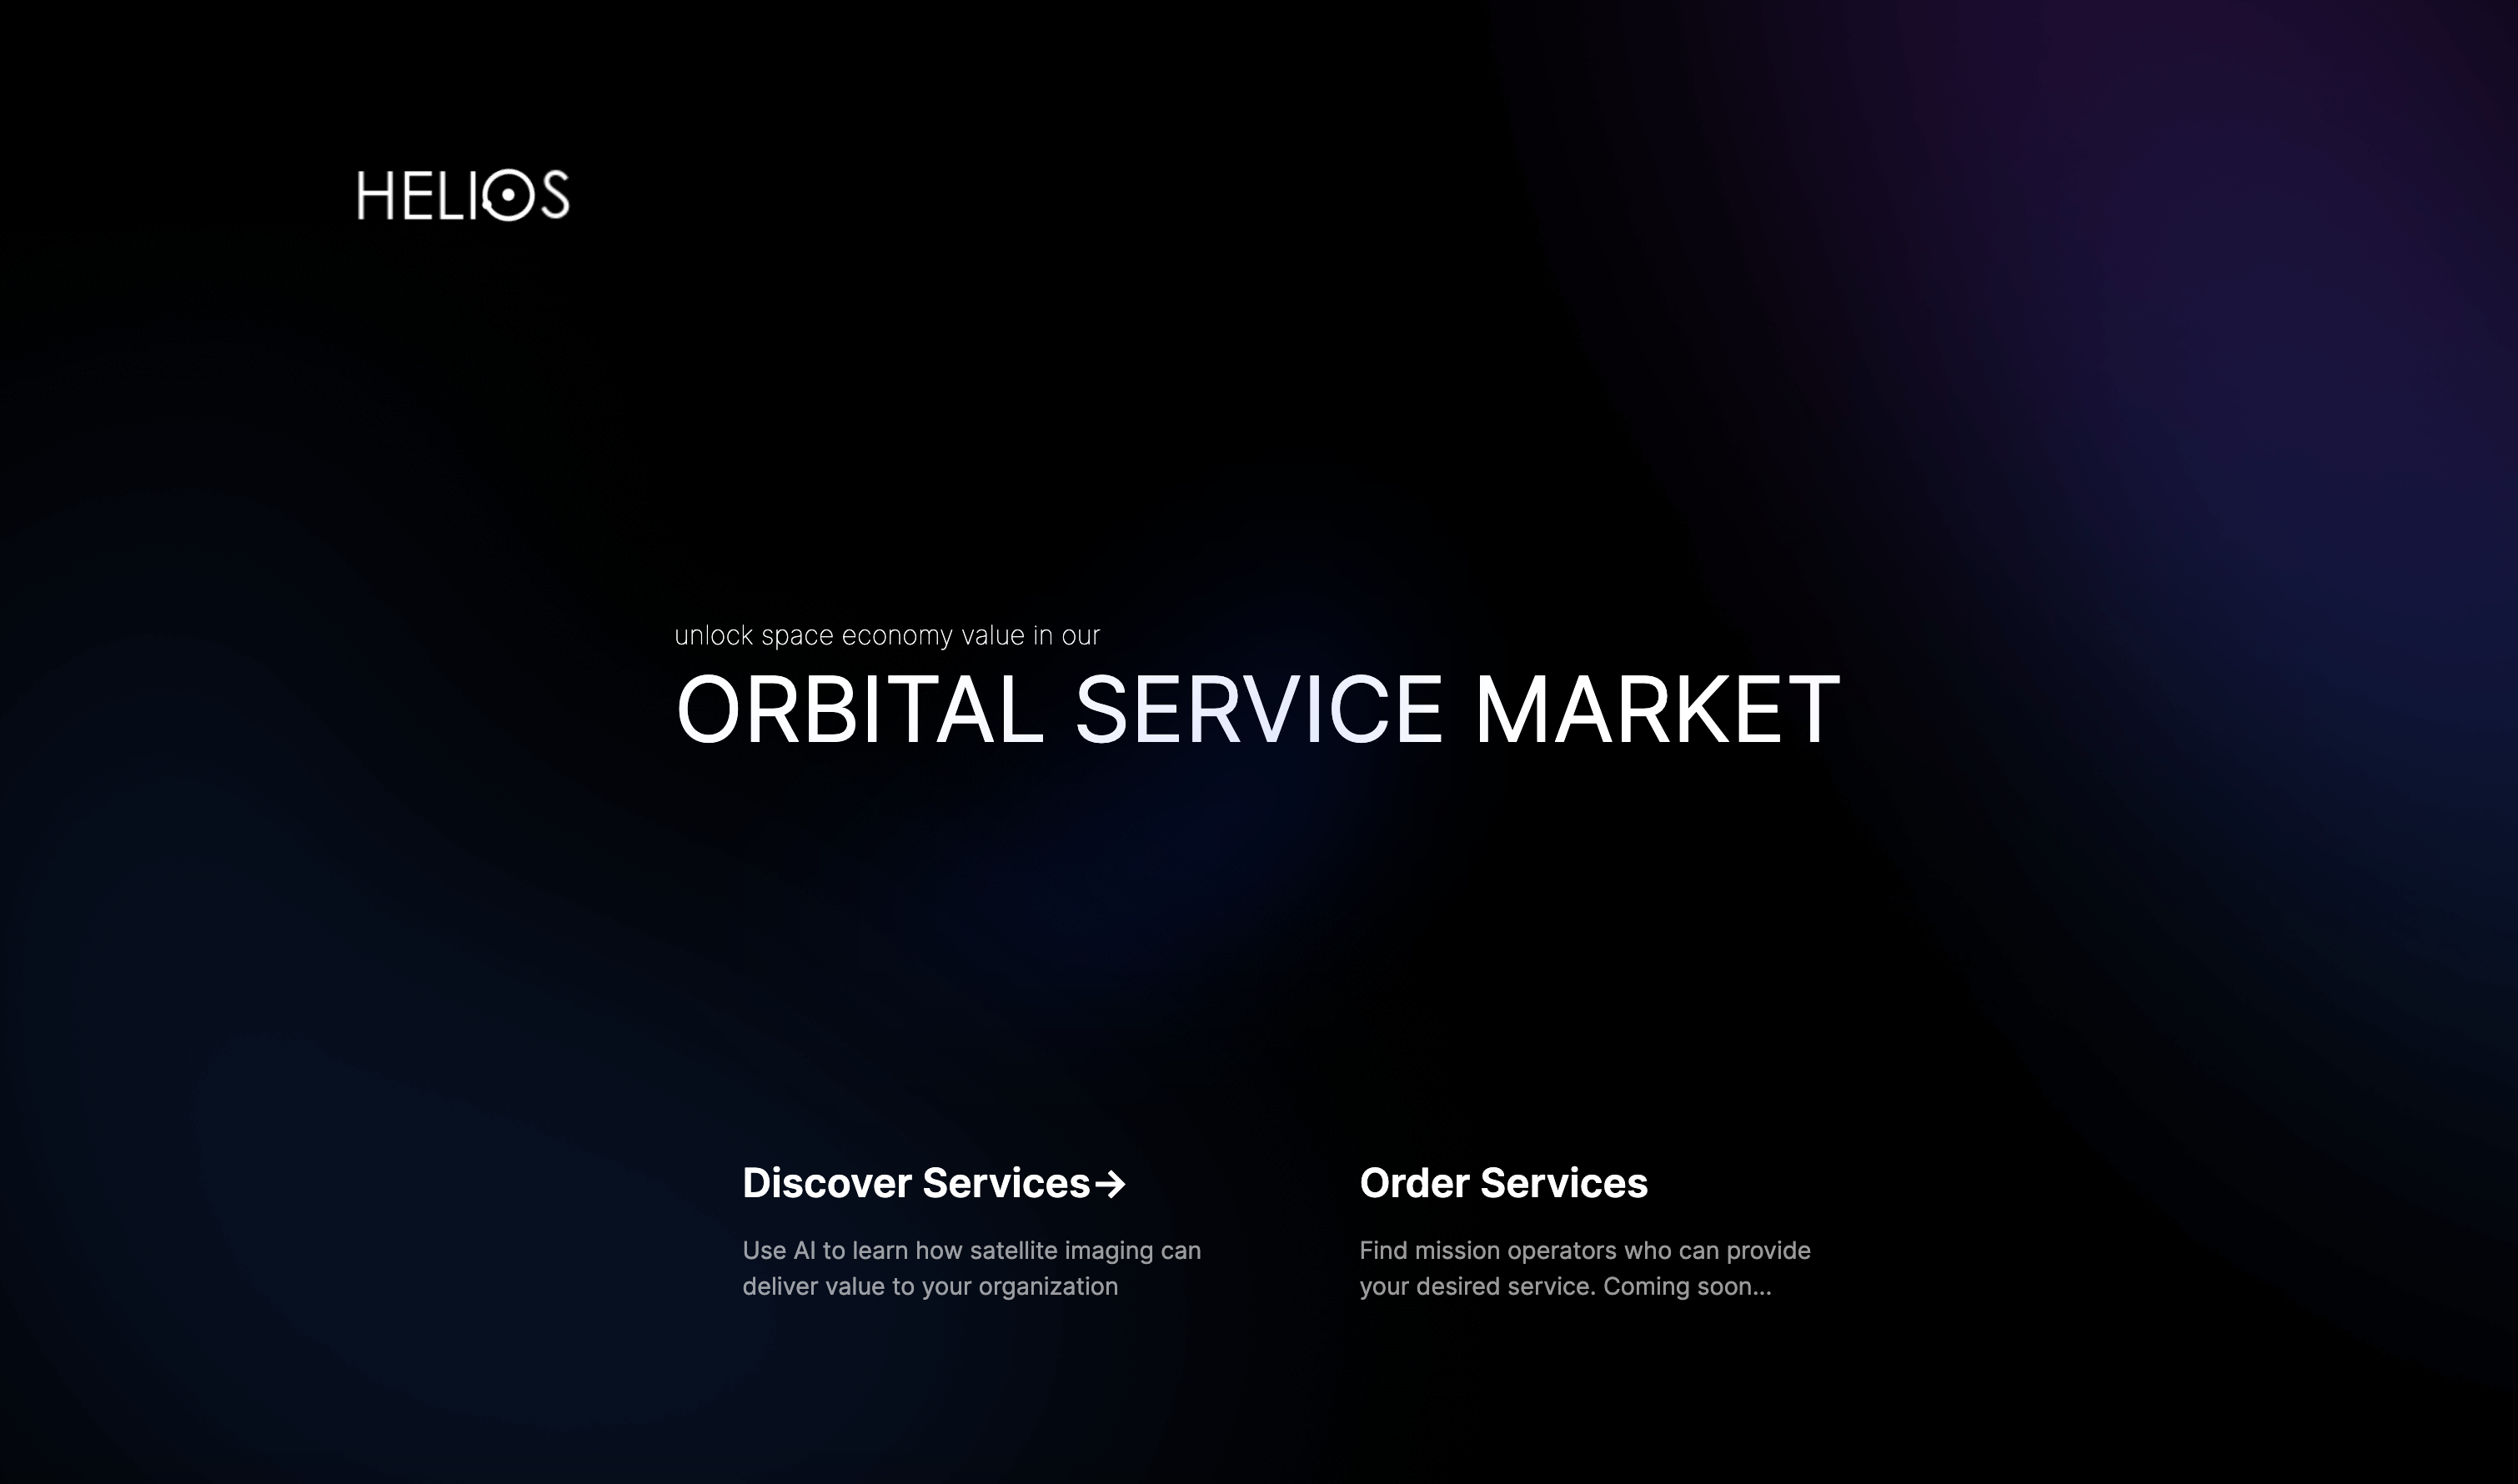 HELIOS
unlock space economy value in our
ORBITAL SERVICE MARKET
Discover Services→
Use AI to learn how satellite imaging can
deliver value to your organization
Order Services
Find mission operators who can provide
your desired service. Coming soon...